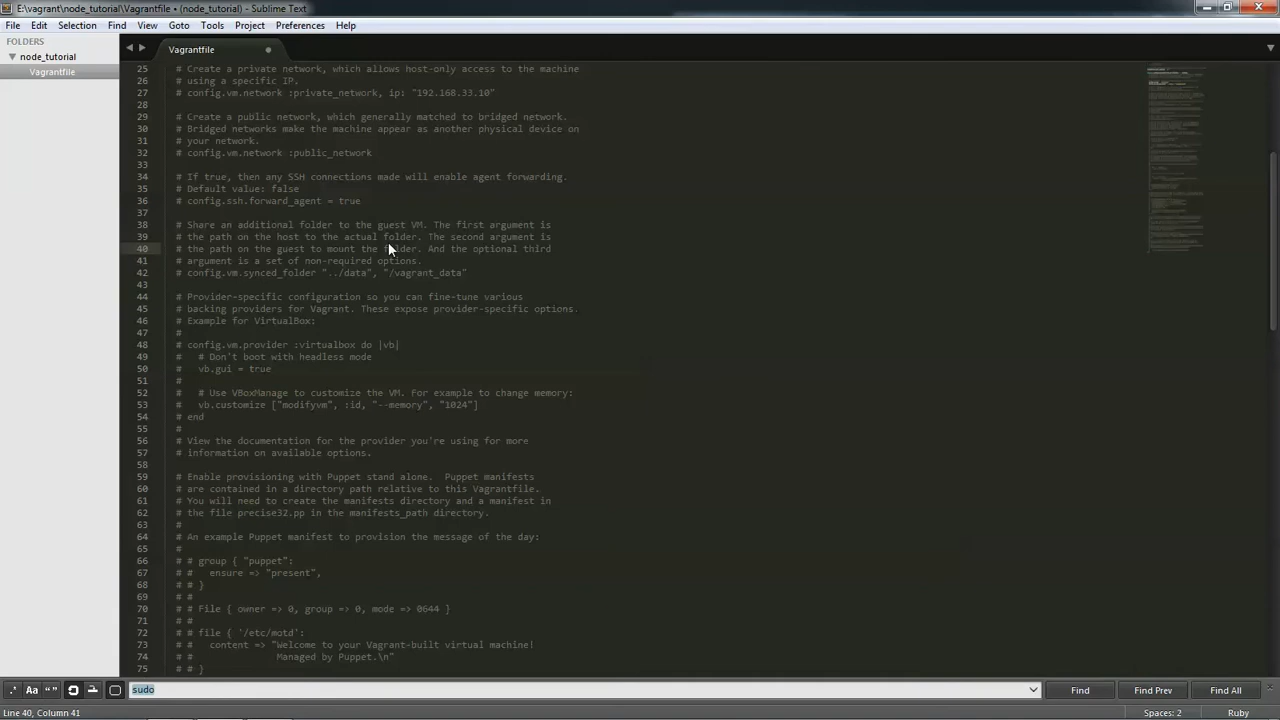 E:\vagrant\node_tutorial\Vagrantfile • (node_tutorial) - Sublime Text
File Edit Selection Find View Goto Tools Project Preferences Help
FOLDERS
node_tutorial
Vagrantfile
Vagrantfile
25 # Create a private network, which allows host-only access to the machine
26 # using a specific IP.
27 # config.vm.network :private_network, ip: "192.168.33.10"
28
29 # Create a public network, which generally matched to bridged network.
30 # Bridged networks make the machine appear as another physical device on
31 # your network.
32 # config.vm.network :public_network
33
34 # If true, then any SSH connections made will enable agent forwarding.
35 # Default value: false
36 # config.ssh.forward_agent = true
37
38 # Share an additional folder to the guest VM. The first argument is
39 # the path on the host to the actual folder. The second argument is
40 # the path on the guest to mount the folder. And the optional third
41 # argument is a set of non-required options.
42 # config.vm.synced_folder "../data", "/vagrant_data"
43
44 # Provider-specific configuration so you can fine-tune various
45 # backing providers for Vagrant. These expose provider-specific options.
46 # Example for VirtualBox:
47 #
48 # config.vm.provider :virtualbox do |vb|
49 #   # Don't boot with headless mode
50 #   vb.gui = true
51 #
52 #   # Use VBoxManage to customize the VM. For example to change memory:
53 #   vb.customize ["modifyvm", :id, "--memory", "1024"]
54 # end
55 #
56 # View the documentation for the provider you're using for more
57 # information on available options.
58
59 # Enable provisioning with Puppet stand alone.  Puppet manifests
60 # are contained in a directory path relative to this Vagrantfile.
61 # You will need to create the manifests directory and a manifest in
62 # the file precise32.pp in the manifests_path directory.
63 #
64 # An example Puppet manifest to provision the message of the day:
65 #
66 # # group { "puppet":
67 # #   ensure => "present",
68 # # }
69 # #
70 # # File { owner => 0, group => 0, mode => 0644 }
71 # #
72 # # file { '/etc/motd':
73 # #   content => "Welcome to your Vagrant-built virtual machine!
74 # #               Managed by Puppet.\n"
75 # # }
.* Aa “” sudo Find Find Prev Find All
Line 40, Column 41 Spaces: 2 Ruby